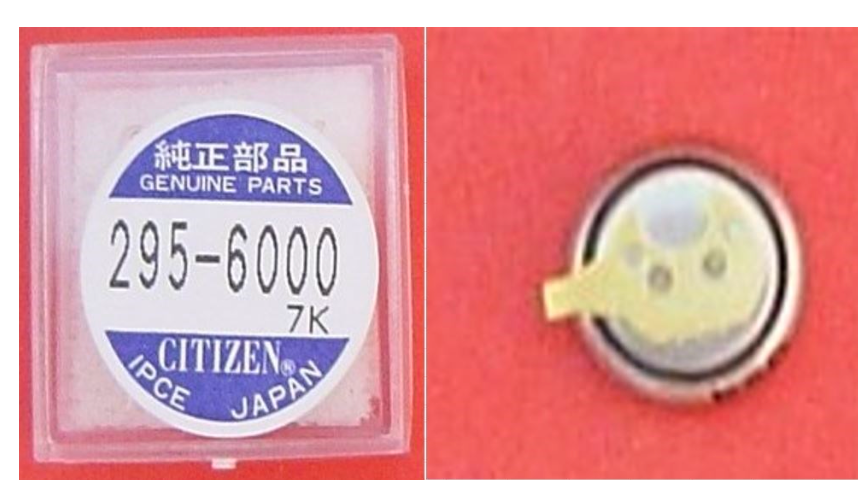 純正部品
GENUINE PARTS
295-6000
7K
CITIZEN®
IPCE JAPAN